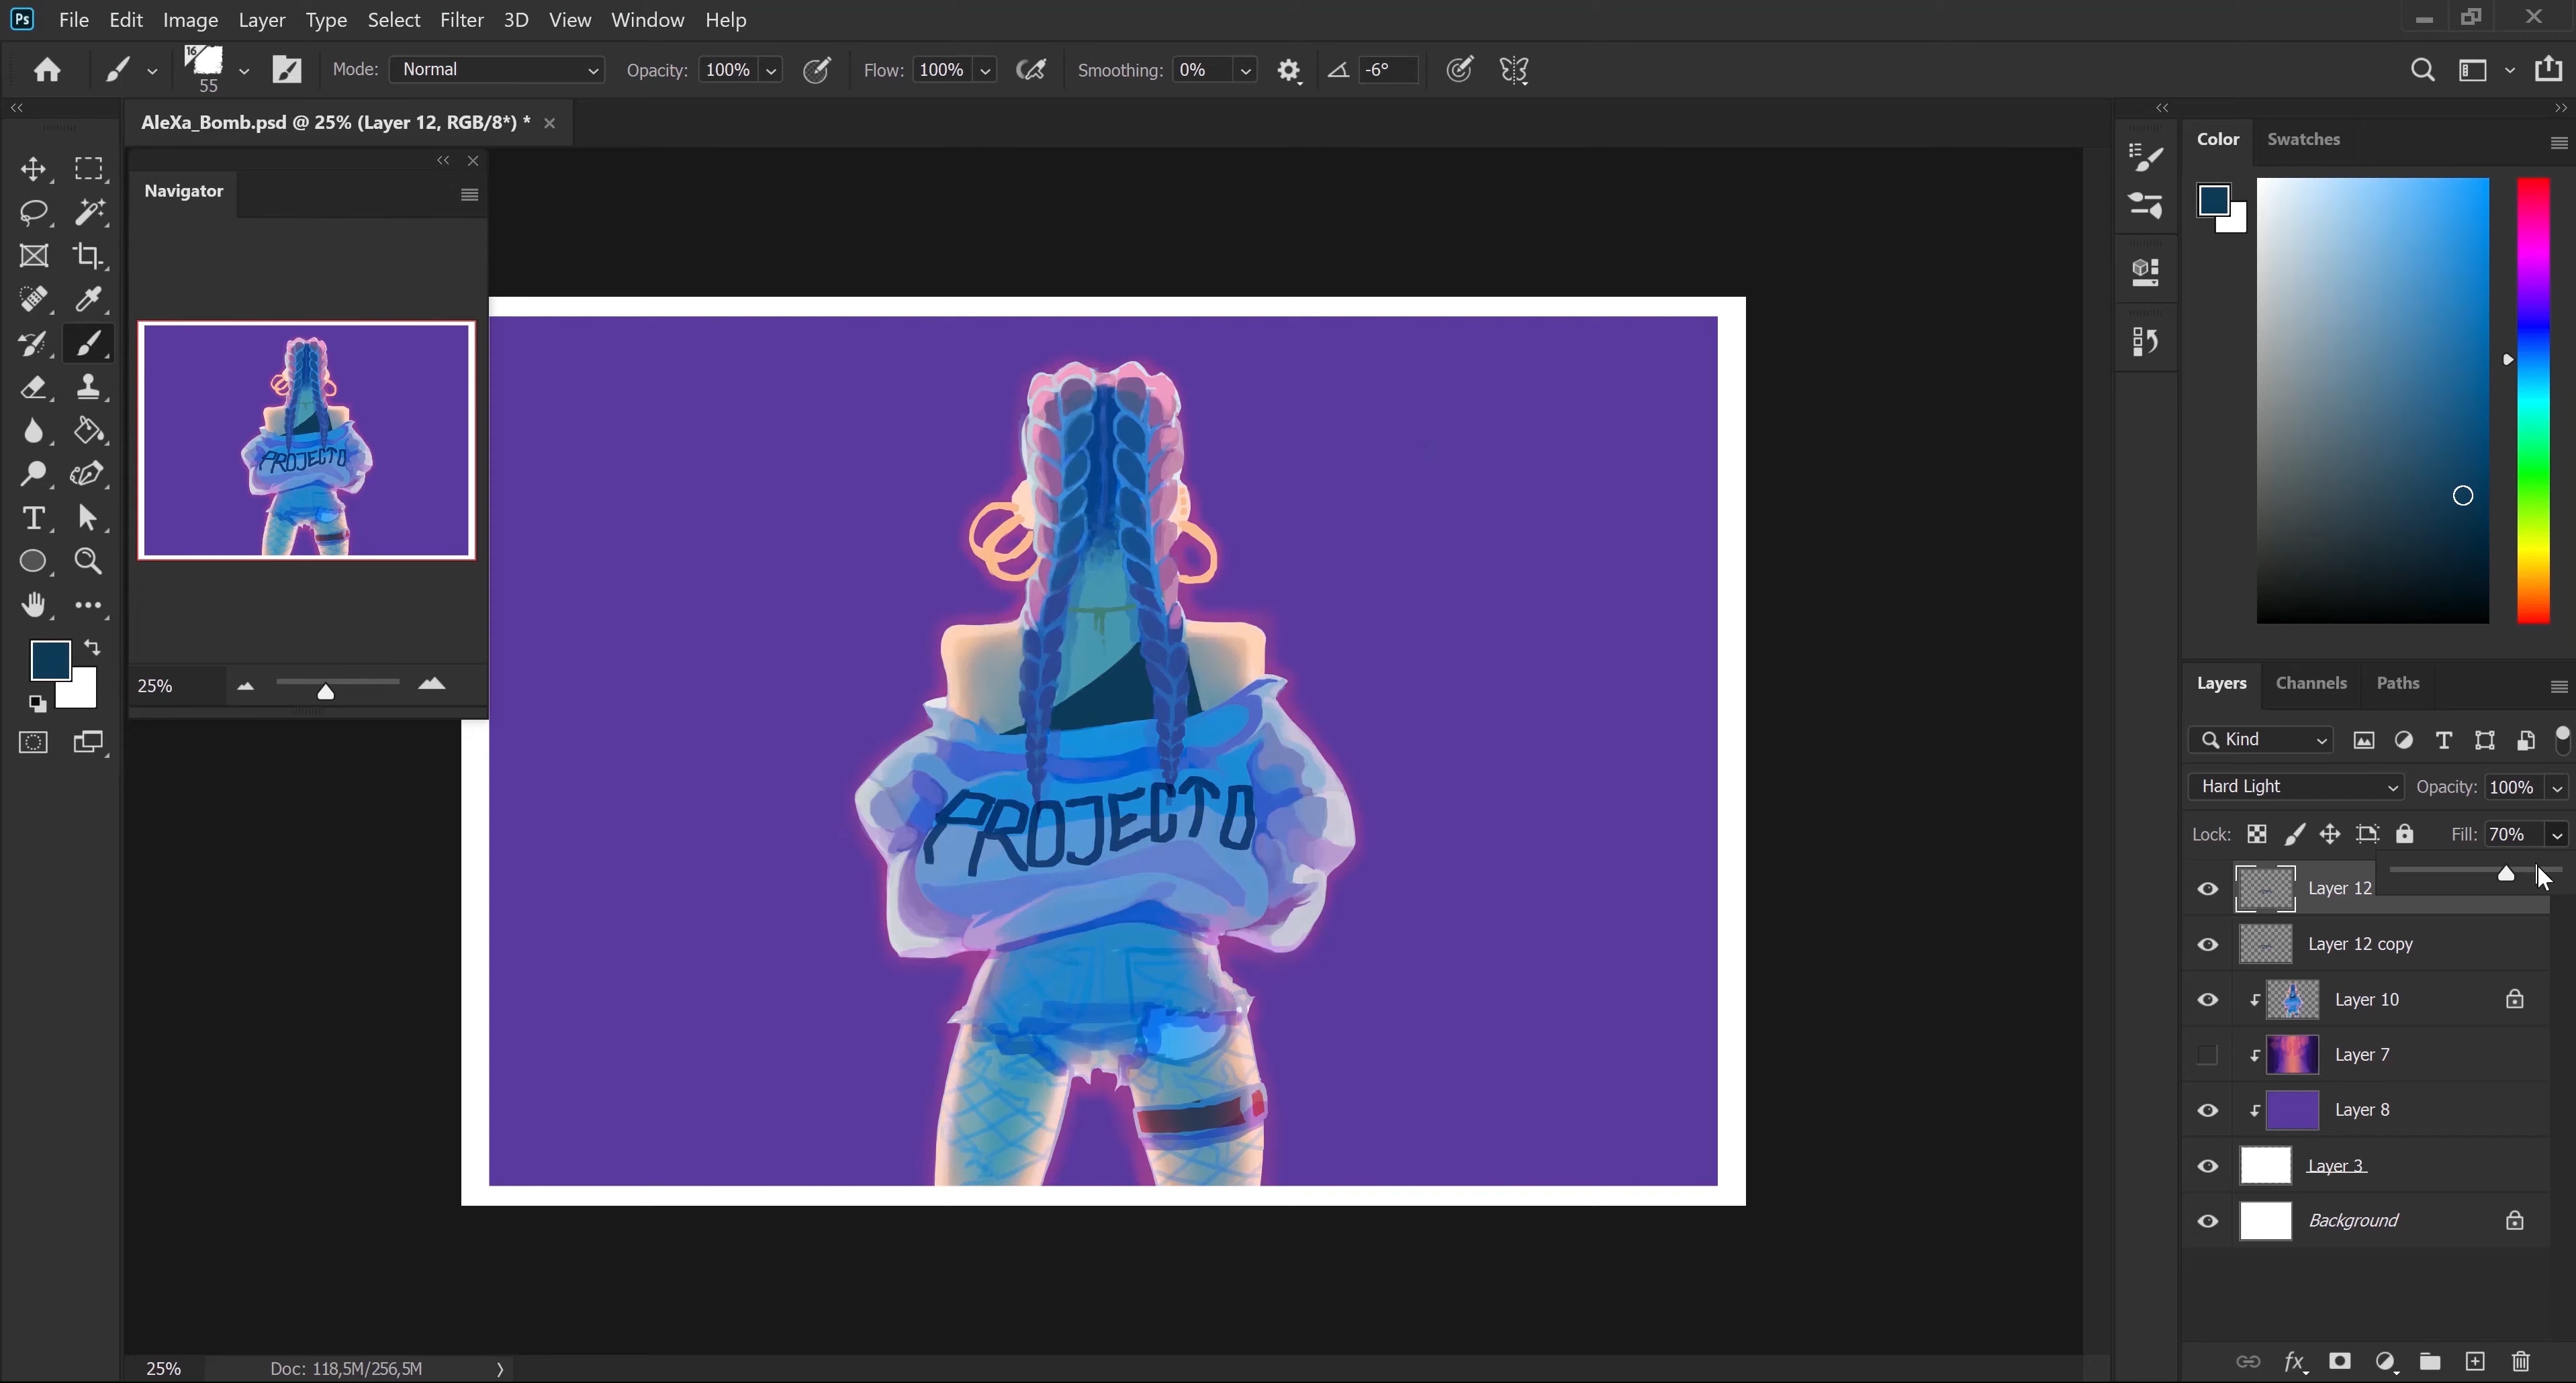 Ps File Edit Image Layer Type Select Filter 3D View Window Help
16 55 Mode: Normal Opacity: 100% Flow: 100% Smoothing: 0% -6°
AleXa_Bomb.psd @ 25% (Layer 12, RGB/8*) *
Navigator
25%
PROJECTO
25% Doc: 118,5M/256,5M
Color Swatches
Layers Channels Paths
Kind
Hard Light Opacity: 100%
Lock: Fill: 70%
Layer 12
Layer 12 copy
Layer 10
Layer 7
Layer 8
Layer 3
Background
fx